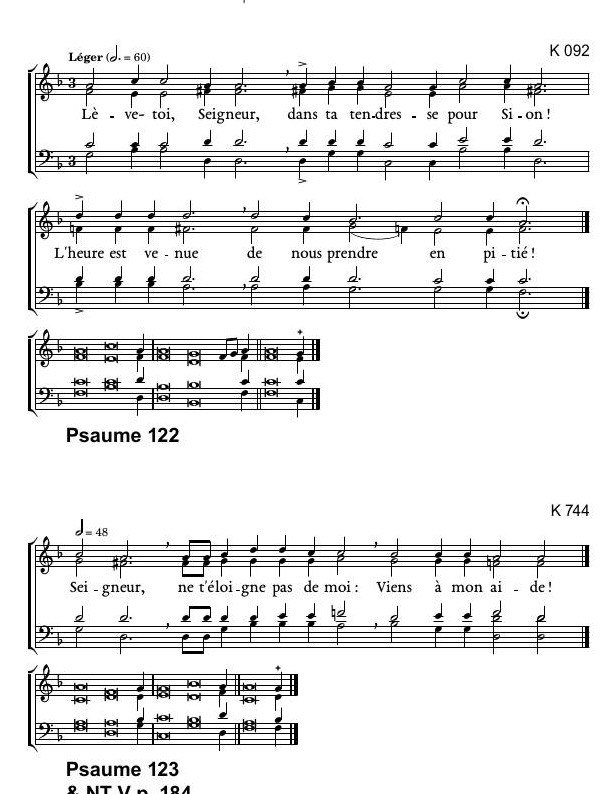 K 092
Léger (𝅗𝅥. = 60)
Lè - ve- toi, Seigneur, dans ta ten-dres - se pour Si - on !
L'heure est ve - nue de nous prendre en pi - tié !
Psaume 122
K 744
𝅗𝅥 = 48
Sei - gneur, ne t'éloi - gne pas de moi : Viens à mon ai - de !
Psaume 123
& NT V p. 184